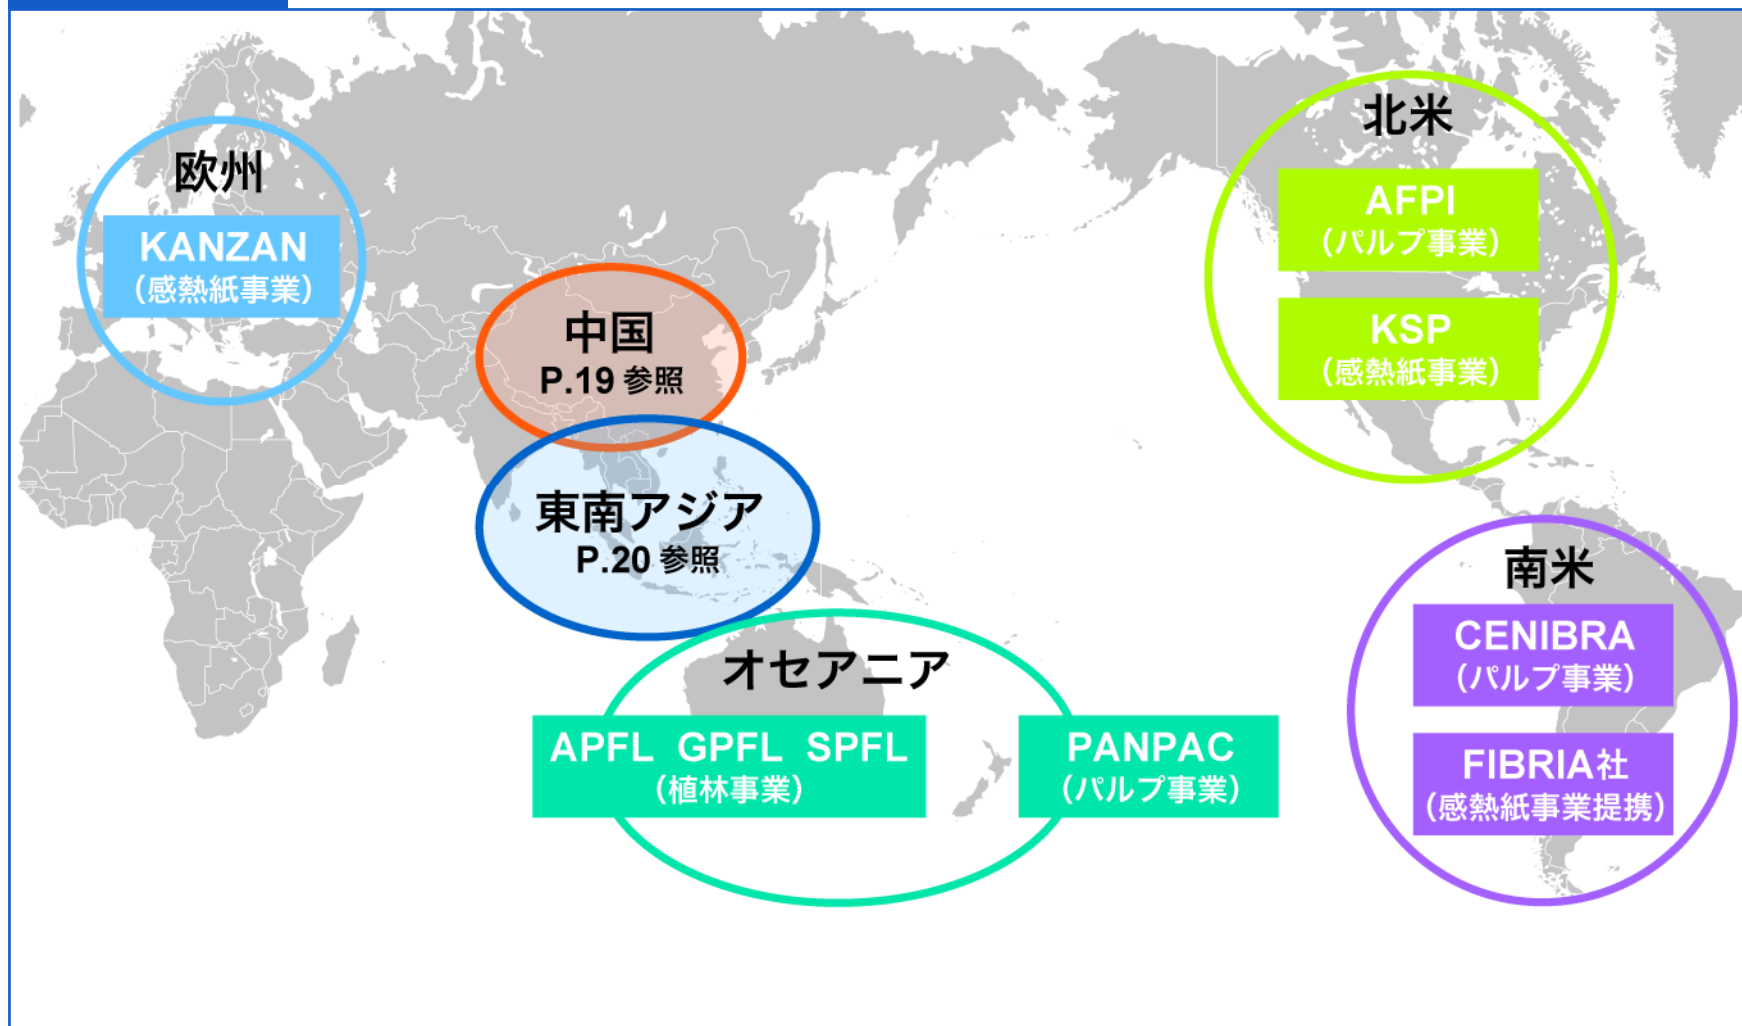 欧州
KANZAN
（感熱紙事業）
中国
P.19 参照
東南アジア
P.20 参照
オセアニア
APFL GPFL SPFL
（植林事業）
PANPAC
（パルプ事業）
北米
AFPI
（パルプ事業）
KSP
（感熱紙事業）
南米
CENIBRA
（パルプ事業）
FIBRIA社
（感熱紙事業提携）